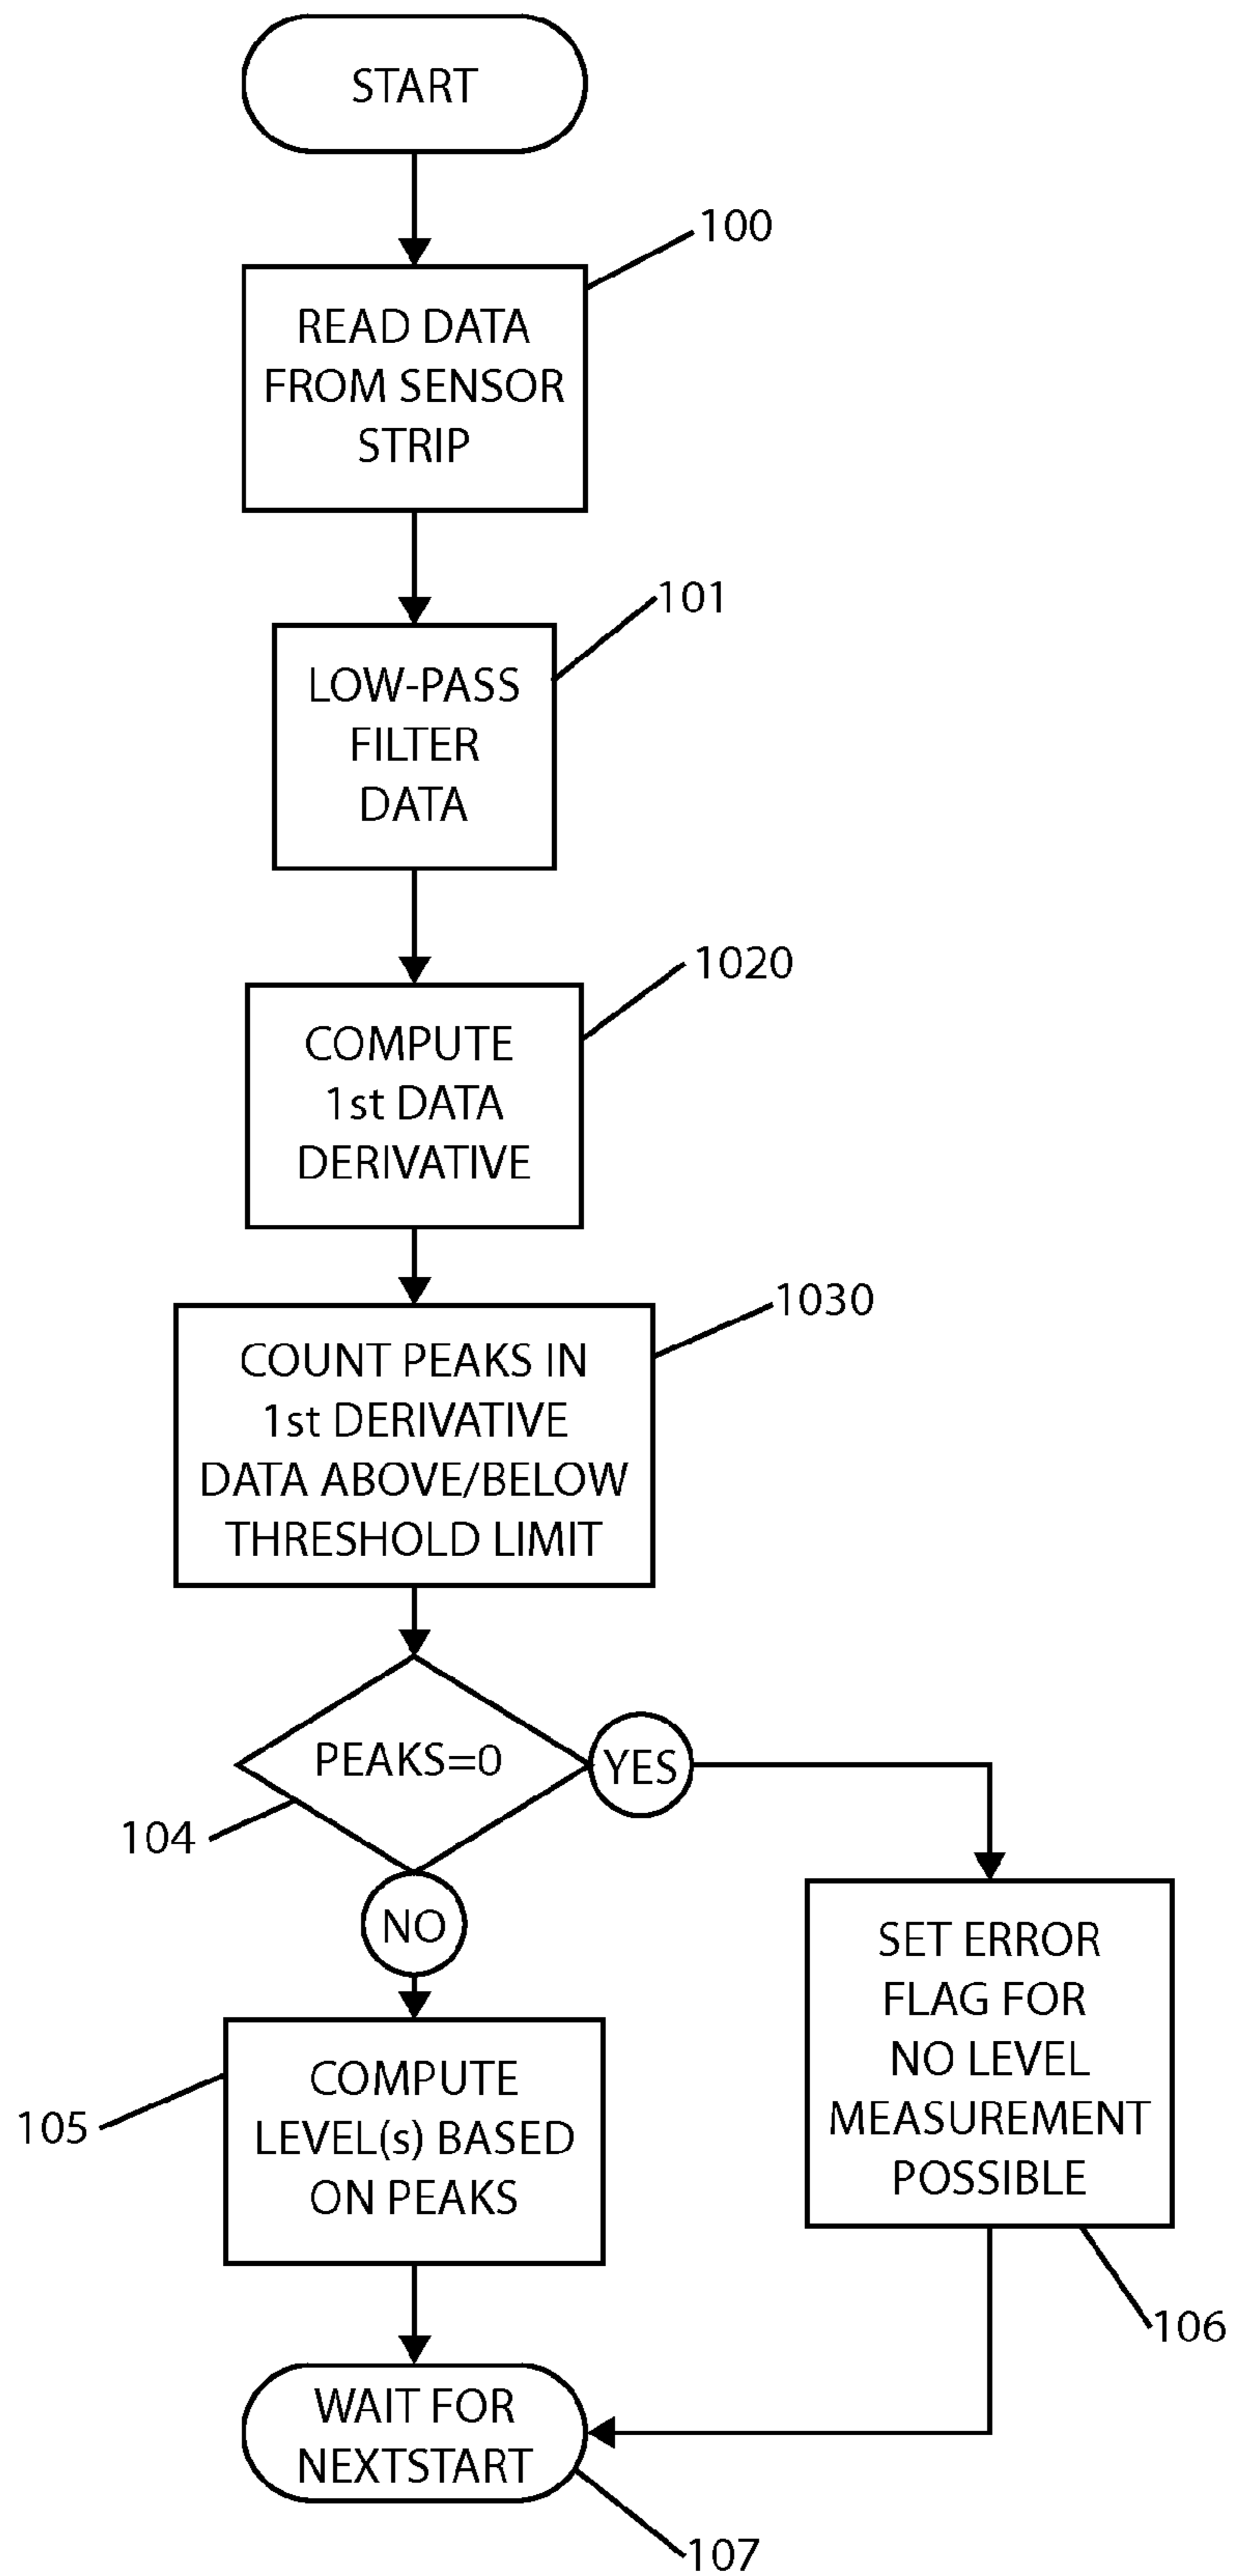 START
100
READ DATA
FROM SENSOR
STRIP
101
LOW-PASS
FILTER
DATA
1020
COMPUTE
1st DATA
DERIVATIVE
1030
COUNT PEAKS IN
1st DERIVATIVE
DATA ABOVE/BELOW
THRESHOLD LIMIT
PEAKS=0
YES
104
NO
SET ERROR
FLAG FOR
NO LEVEL
MEASUREMENT
POSSIBLE
COMPUTE
LEVEL(s) BASED
ON PEAKS
105
106
WAIT FOR
NEXTSTART
107